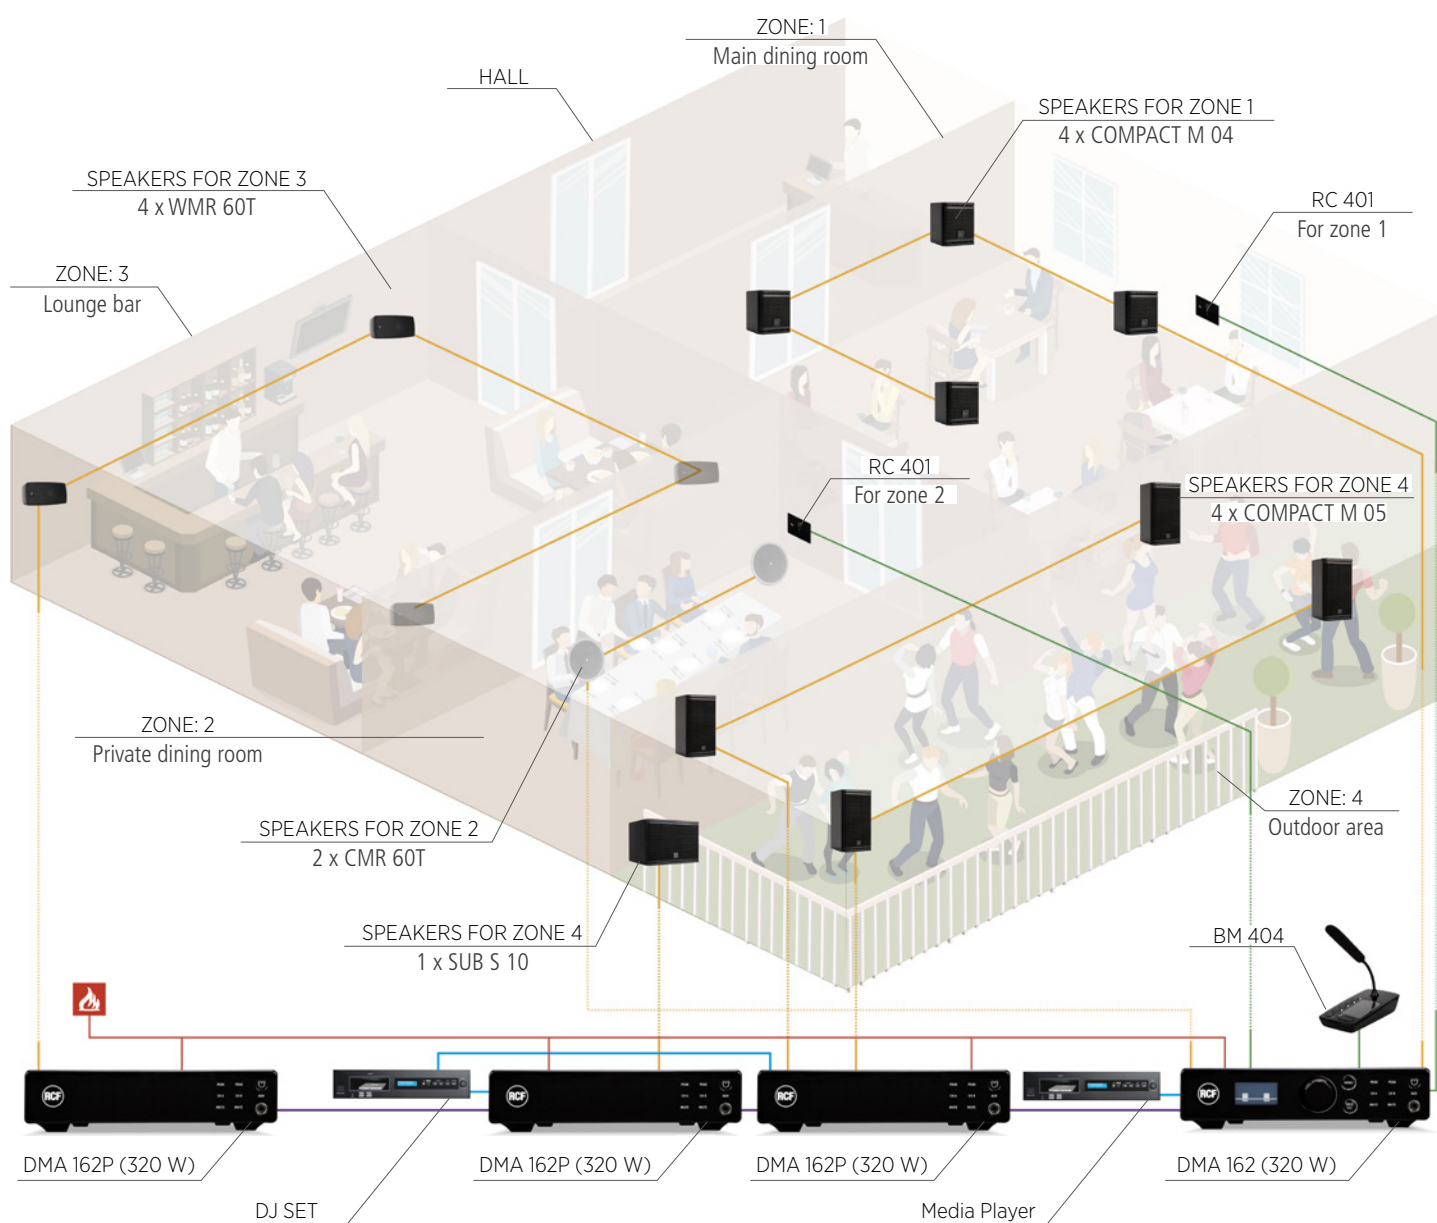 ZONE: 1
Main dining room
HALL
SPEAKERS FOR ZONE 1
4 x COMPACT M 04
SPEAKERS FOR ZONE 3
4 x WMR 60T
RC 401
For zone 1
ZONE: 3
Lounge bar
RC 401
For zone 2
SPEAKERS FOR ZONE 4
4 x COMPACT M 05
ZONE: 2
Private dining room
ZONE: 4
Outdoor area
SPEAKERS FOR ZONE 2
2 x CMR 60T
SPEAKERS FOR ZONE 4
1 x SUB S 10
BM 404
RCF
RCF
RCF
RCF
DMA 162P (320 W)
DMA 162P (320 W)
DMA 162P (320 W)
DMA 162 (320 W)
DJ SET
Media Player